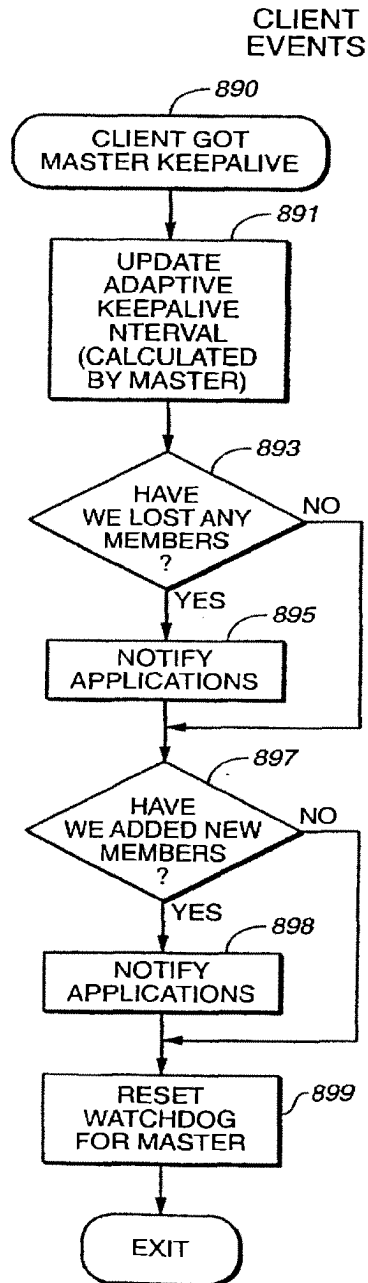 CLIENT
EVENTS
890
CLIENT GOT
MASTER KEEPALIVE
891
UPDATE
ADAPTIVE
KEEPALIVE
NTERVAL
(CALCULATED
BY MASTER)
893
HAVE
WE LOST ANY
MEMBERS
?
NO
YES
895
NOTIFY
APPLICATIONS
897
HAVE
WE ADDED NEW
MEMBERS
?
NO
YES
898
NOTIFY
APPLICATIONS
899
RESET
WATCHDOG
FOR MASTER
EXIT